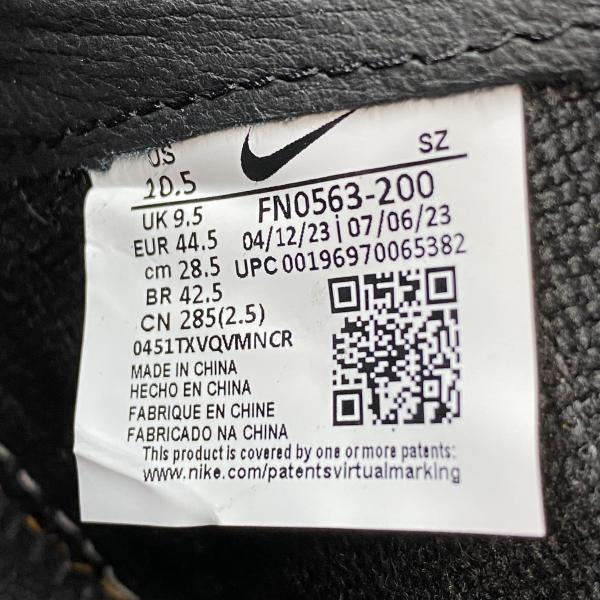 US
10.5
UK 9.5
EUR 44.5
cm 28.5
BR 42.5
CN 285(2.5)
0451TXVQVMNCR
SZ
FN0563-200
04/12/23 | 07/06/23
UPC 00196970065382
MADE IN CHINA
HECHO EN CHINA
FABRIQUE EN CHINE
FABRICADO NA CHINA
This product is covered by one or more patents:
www.nike.com/patentsvirtualmarking